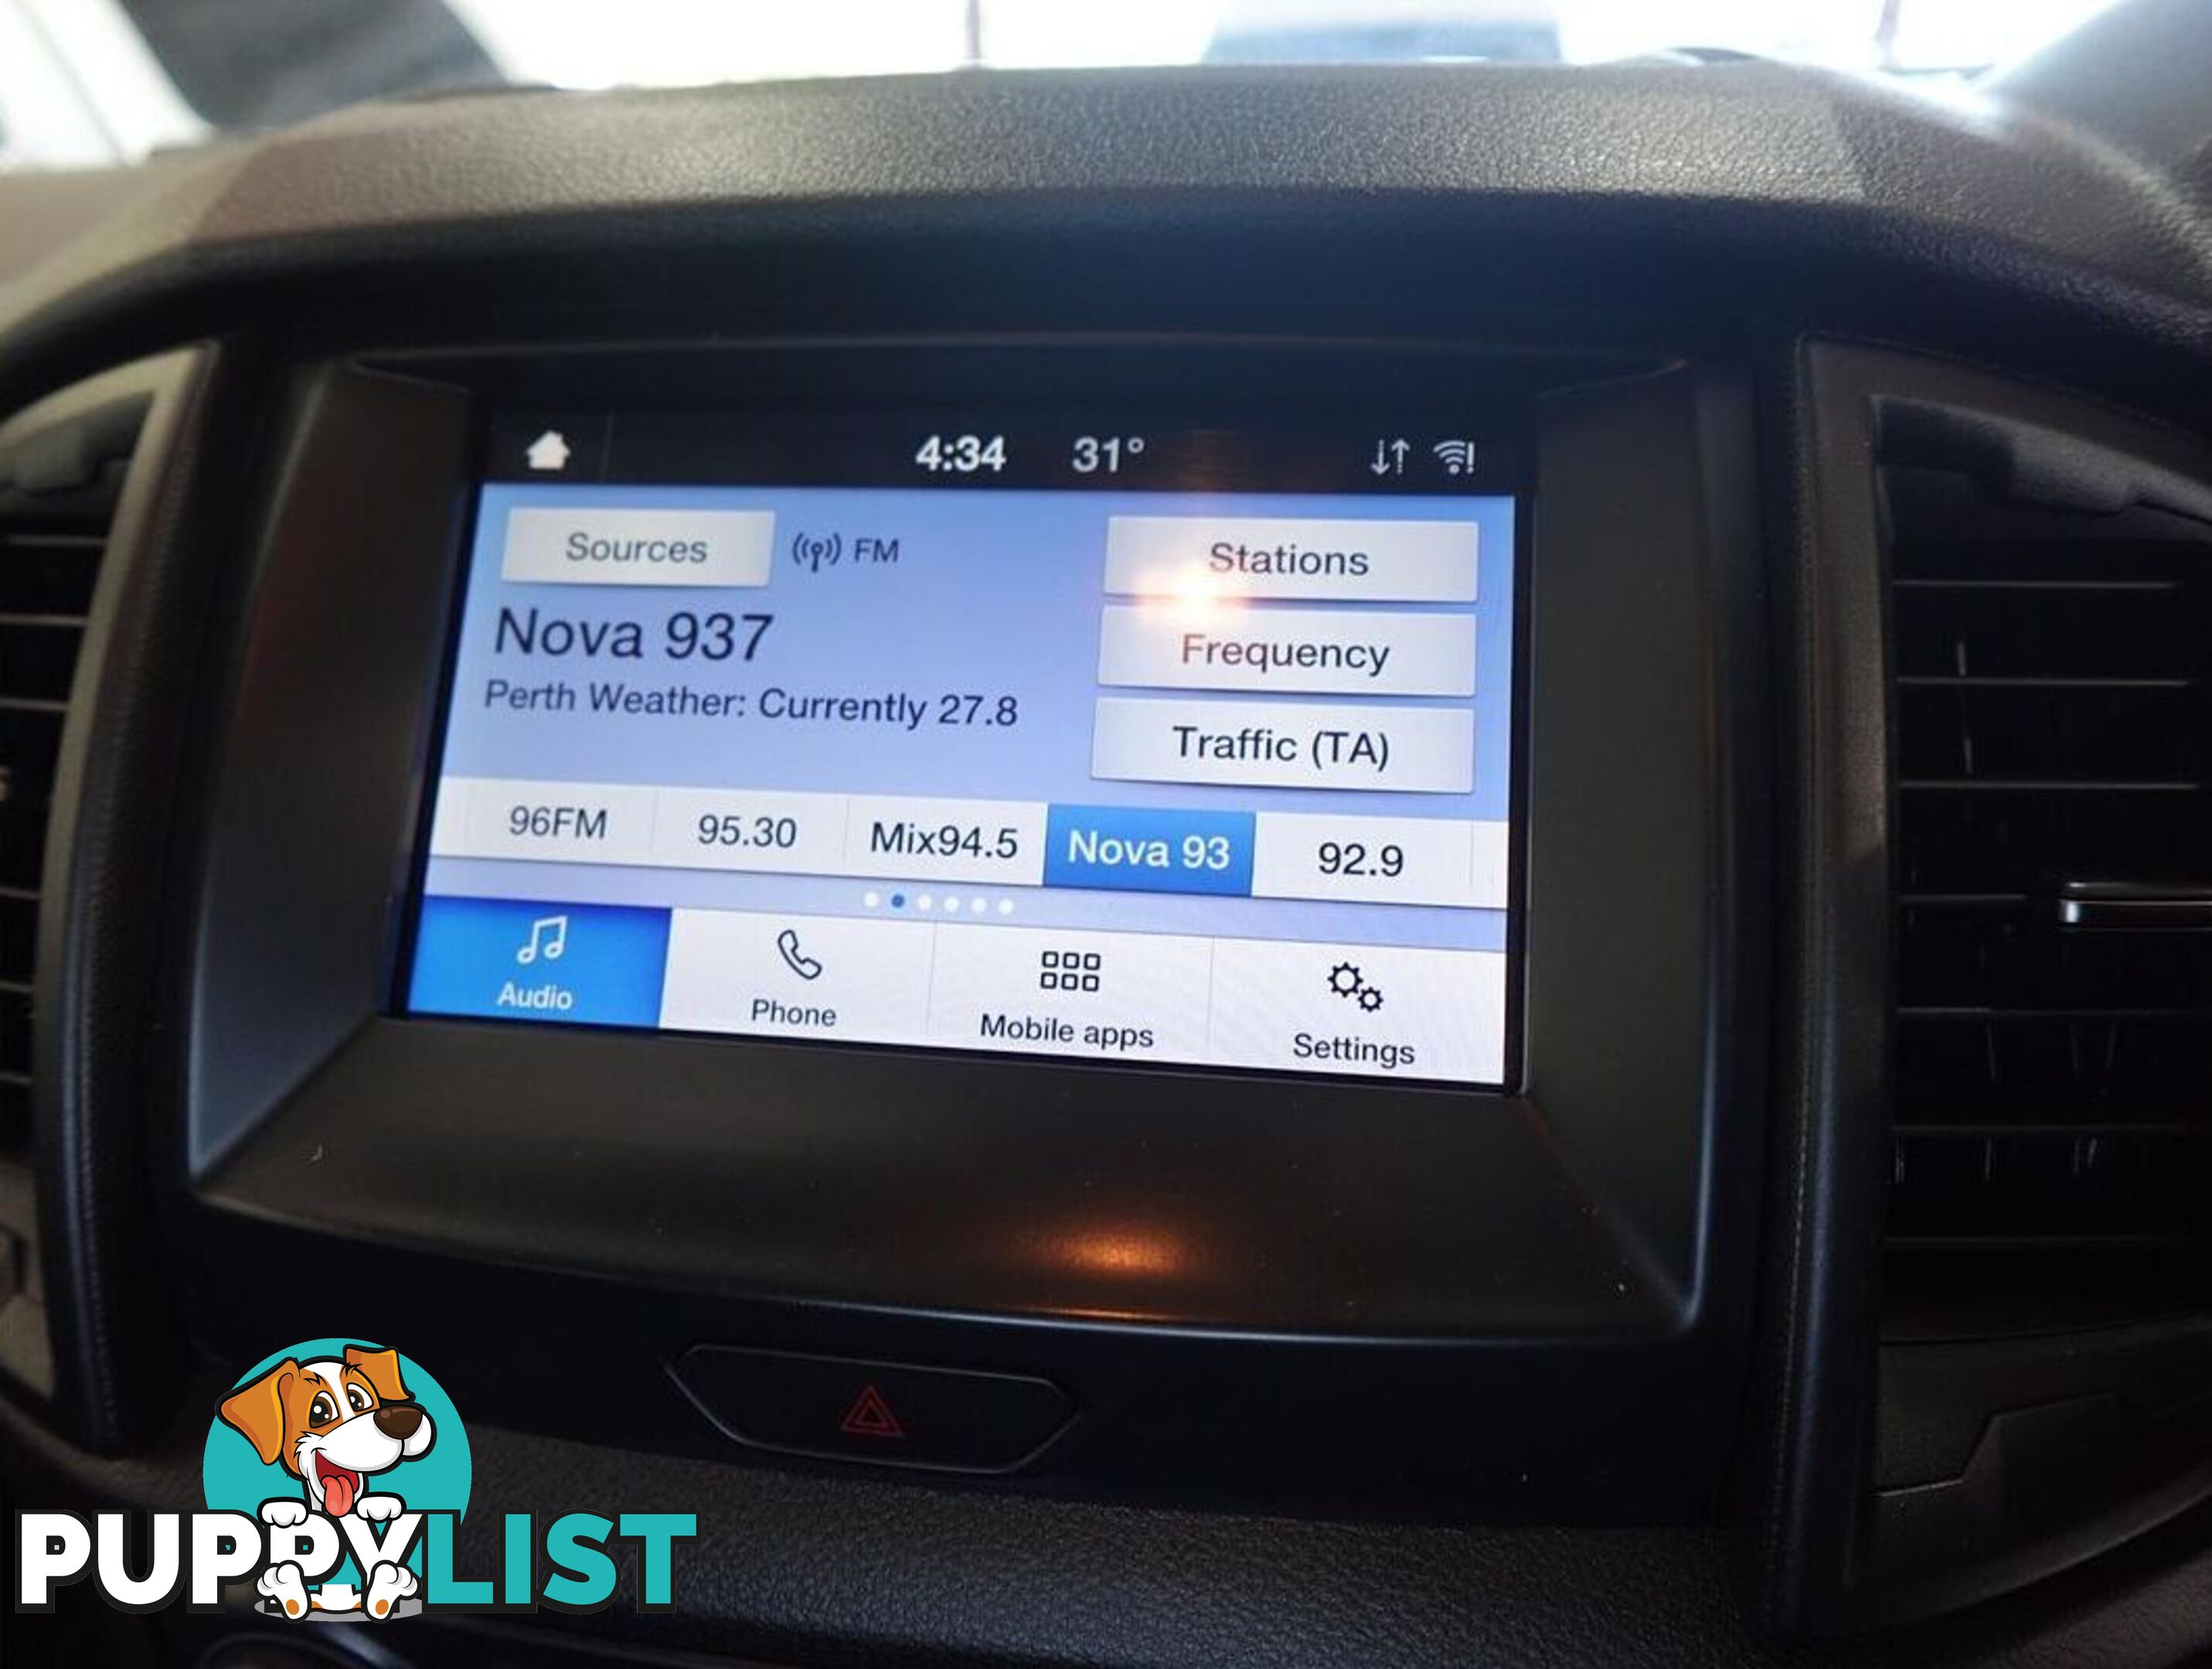 4:34 31°
Sources FM Stations
Nova 937 Frequency
Perth Weather: Currently 27.8
Traffic (TA)
96FM 95.30 Mix94.5 Nova 93 92.9
Audio Phone Mobile apps Settings
PUPPYLIST